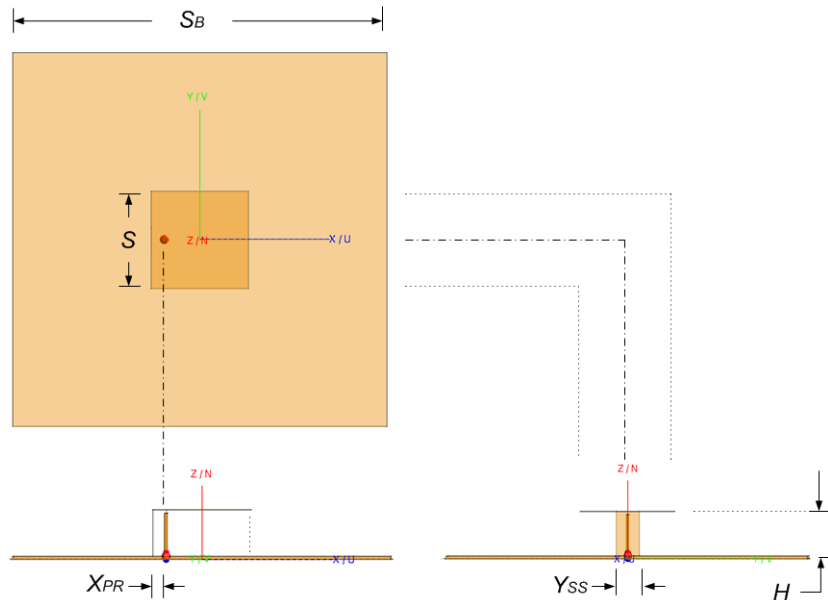 SB
Y / V
S
Z / N
X / U
Z / N
Z / N
Y / V
X / U
X / U
Y / V
XPR
YSS
H